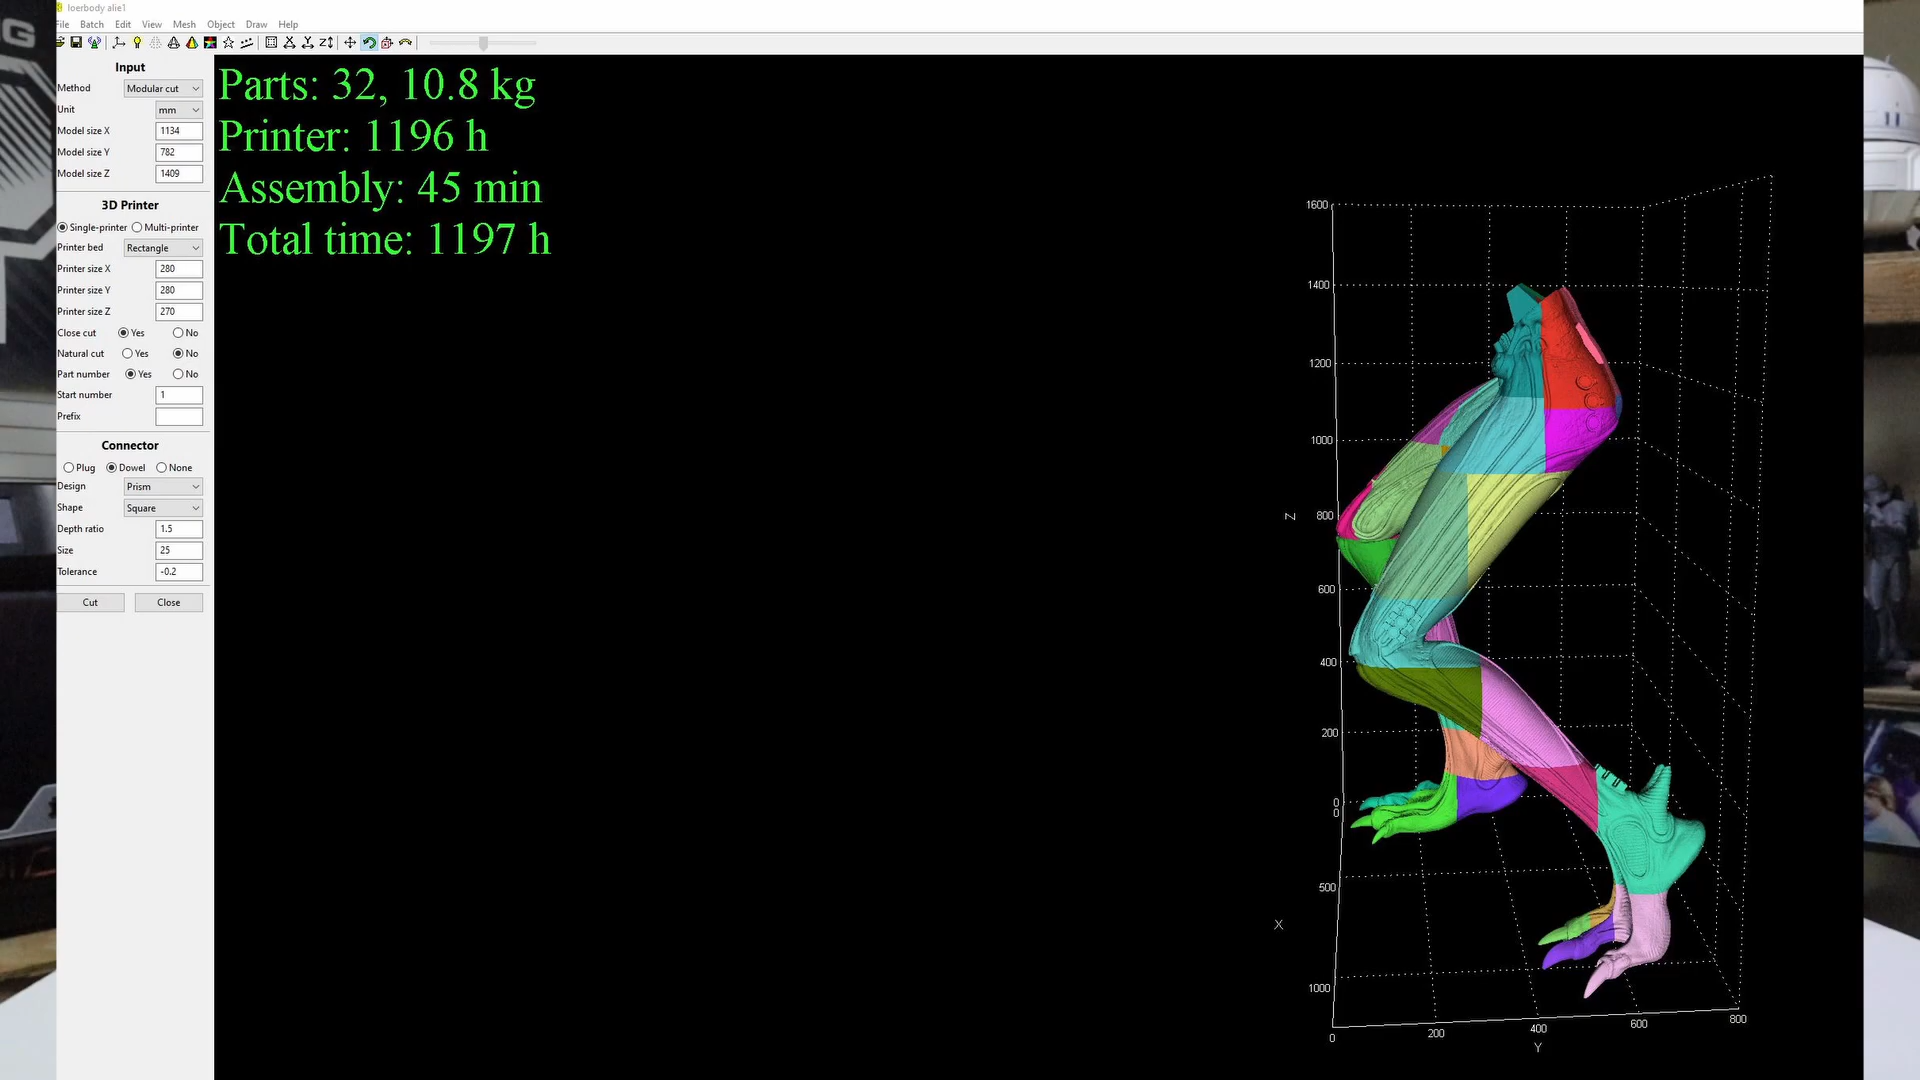 loerbody alie1
File Batch Edit View Mesh Object Draw Help
Input
Method Modular cut
Unit mm
Model size X 1134
Model size Y 782
Model size Z 1409
3D Printer
Single-printer Multi-printer
Printer bed Rectangle
Printer size X 280
Printer size Y 280
Printer size Z 270
Close cut Yes No
Natural cut Yes No
Part number Yes No
Start number 1
Prefix
Connector
Plug Dowel None
Design Prism
Shape Square
Depth ratio 1.5
Size 25
Tolerance -0.2
Cut Close
Parts: 32, 10.8 kg
Printer: 1196 h
Assembly: 45 min
Total time: 1197 h
1600
1400
1200
1000
Z
800
600
400
200
0
0
500
X
1000
0
200
400
600
800
Y
G